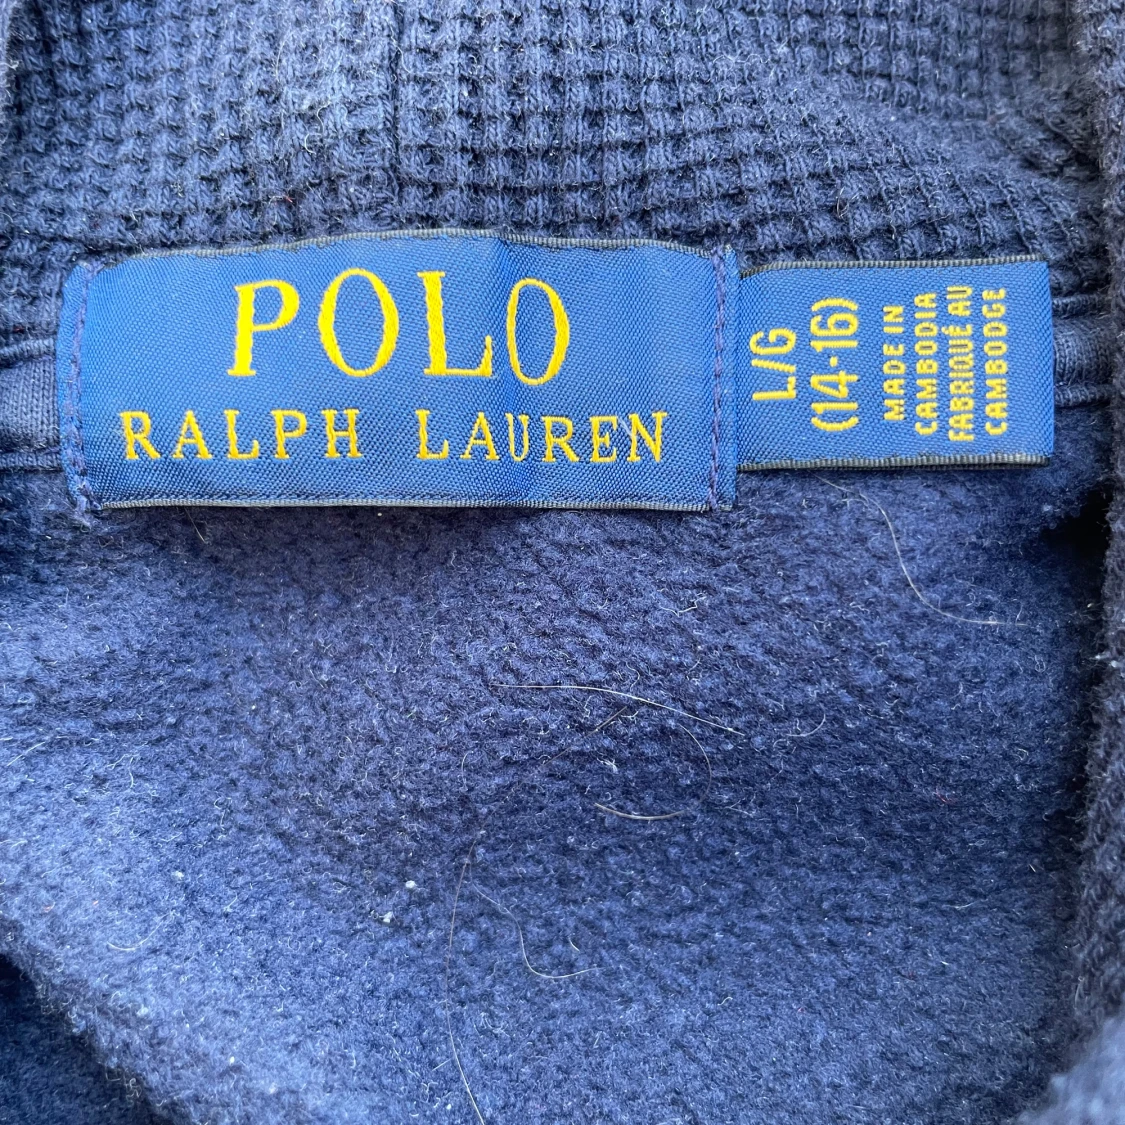 POLO
RALPH LAUREN
L/G
(14-16)
MADE IN
CAMBODIA
FABRIQUÉ AU
CAMBODGE